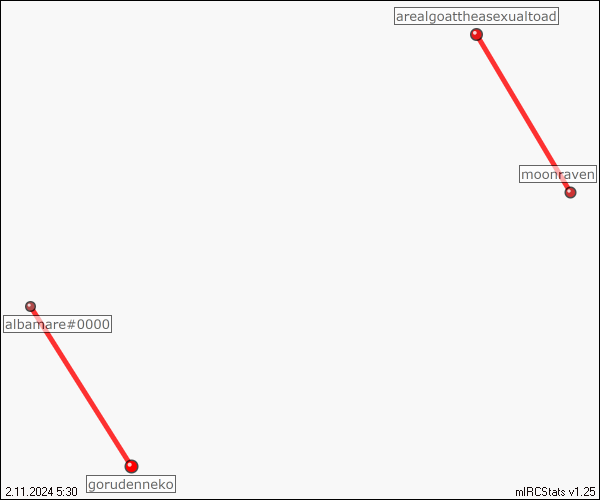 arealgoattheasexualtoad
moonraven
albamare#0000
gorudenneko
2.11.2024 5:30
mIRCStats v1.25